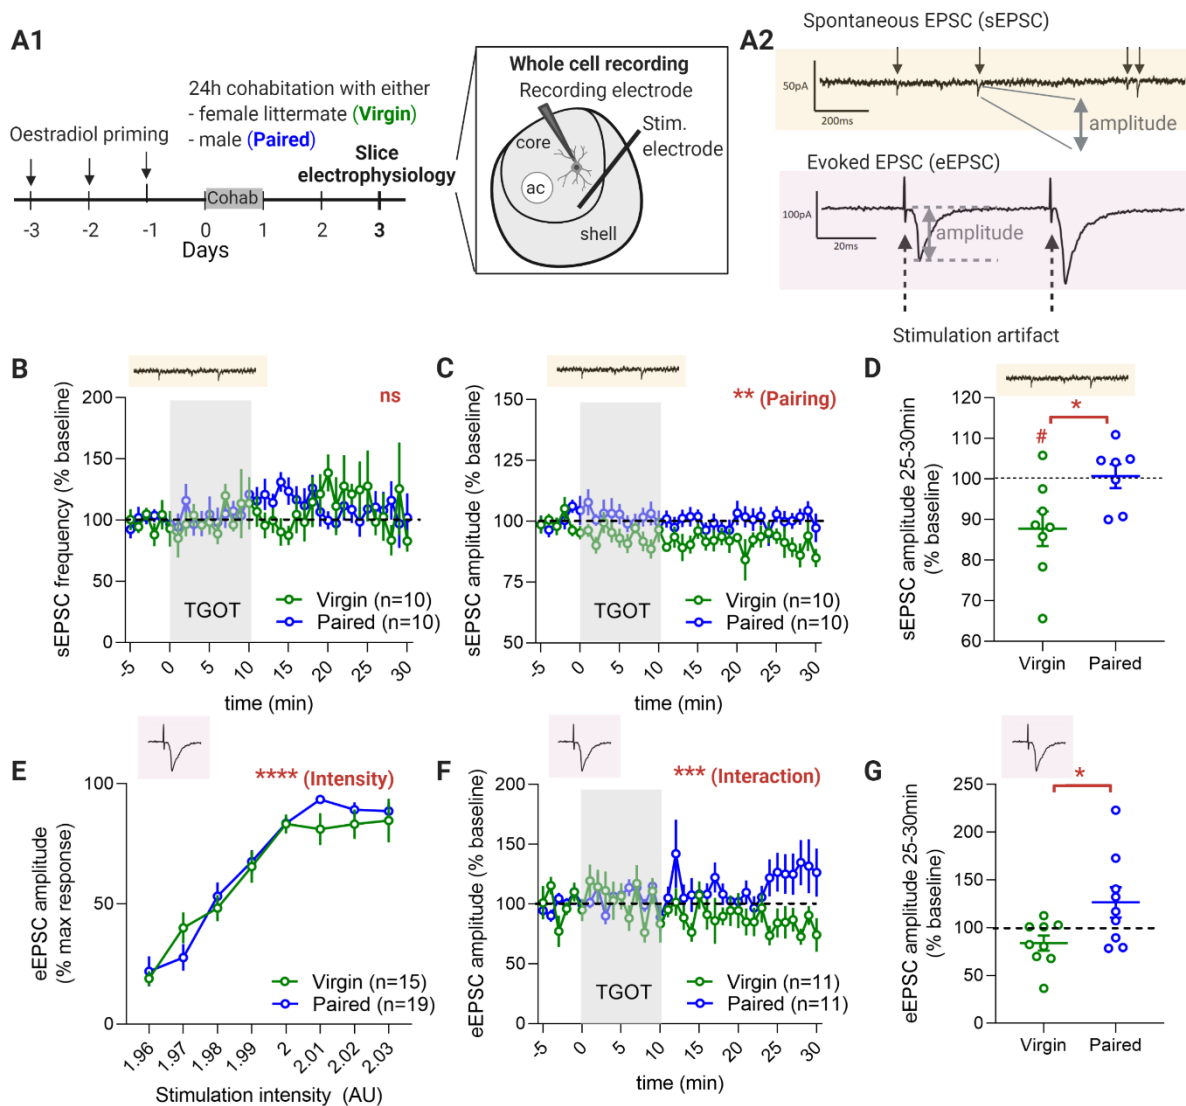 A1
24h cohabitation with either
- female littermate (Virgin)
- male (Paired)
Oestradiol priming
Slice
electrophysiology
Cohab
-3
-2
-1
0
1
2
3
Days
Whole cell recording
Recording electrode
Stim.
electrode
core
ac
shell
A2
Spontaneous EPSC (sEPSC)
50pA
200ms
amplitude
Evoked EPSC (eEPSC)
100pA
20ms
amplitude
Stimulation artifact
B
ns
sEPSC frequency (% baseline)
200
150
100
50
0
TGOT
Virgin (n=10)
Paired (n=10)
-5
0
5
10
15
20
25
30
time (min)
C
** (Pairing)
sEPSC amplitude (% baseline)
150
125
100
75
50
TGOT
Virgin (n=10)
Paired (n=10)
-5
0
5
10
15
20
25
30
time (min)
D
*
#
sEPSC amplitude 25-30min
(% baseline)
120
110
100
90
80
70
60
Virgin
Paired
E
**** (Intensity)
eEPSC amplitude
(% max response)
100
50
0
Virgin (n=15)
Paired (n=19)
1.96
1.97
1.98
1.99
2
2.01
2.02
2.03
Stimulation intensity (AU)
F
*** (Interaction)
eEPSC amplitude (% baseline)
200
150
100
50
0
TGOT
Virgin (n=11)
Paired (n=11)
-5
0
5
10
15
20
25
30
time (min)
G
*
eEPSC amplitude 25-30min
(% baseline)
250
200
150
100
50
0
Virgin
Paired